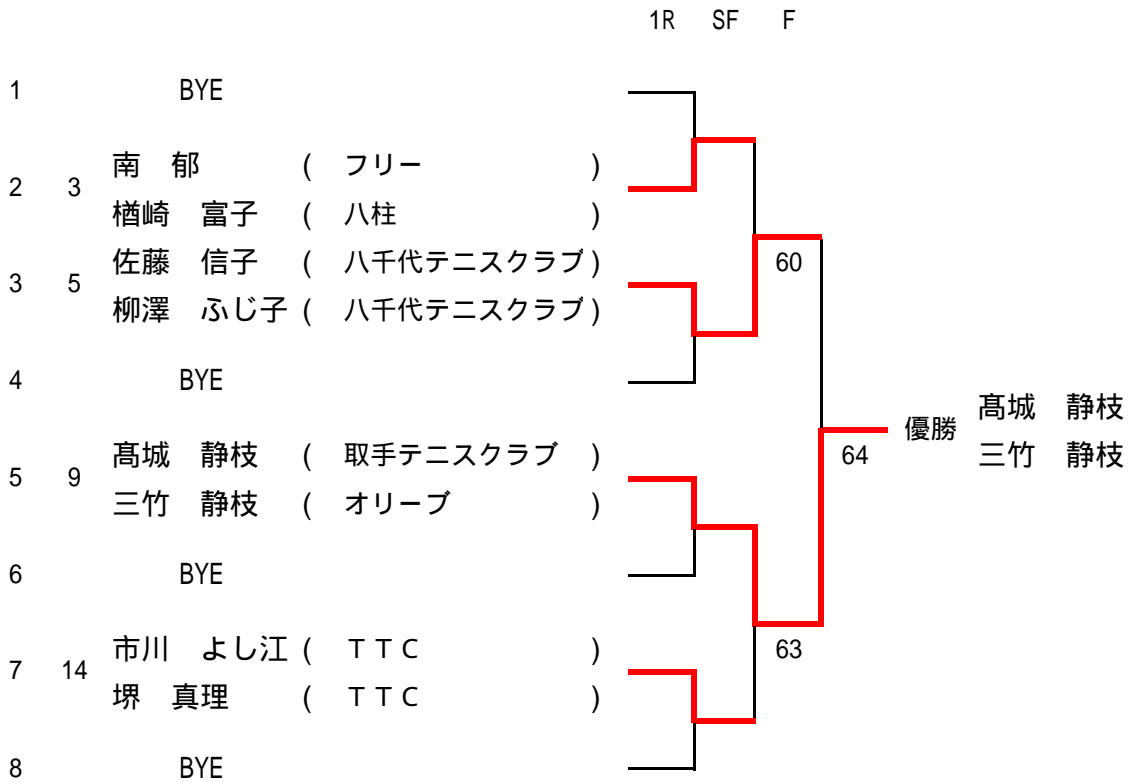 1R SF F
1 BYE
南 郁 ( フリー )
2 3
楢崎 富子 ( 八柱 )
佐藤 信子 ( 八千代テニスクラブ )
60
3 5
柳澤 ふじ子 ( 八千代テニスクラブ )
4 BYE
髙城 静枝
優勝
三竹 静枝
64
髙城 静枝 ( 取手テニスクラブ )
5 9
三竹 静枝 ( オリーブ )
6 BYE
市川 よし江 ( TTC )
63
7 14
堺 真理 ( TTC )
8 BYE